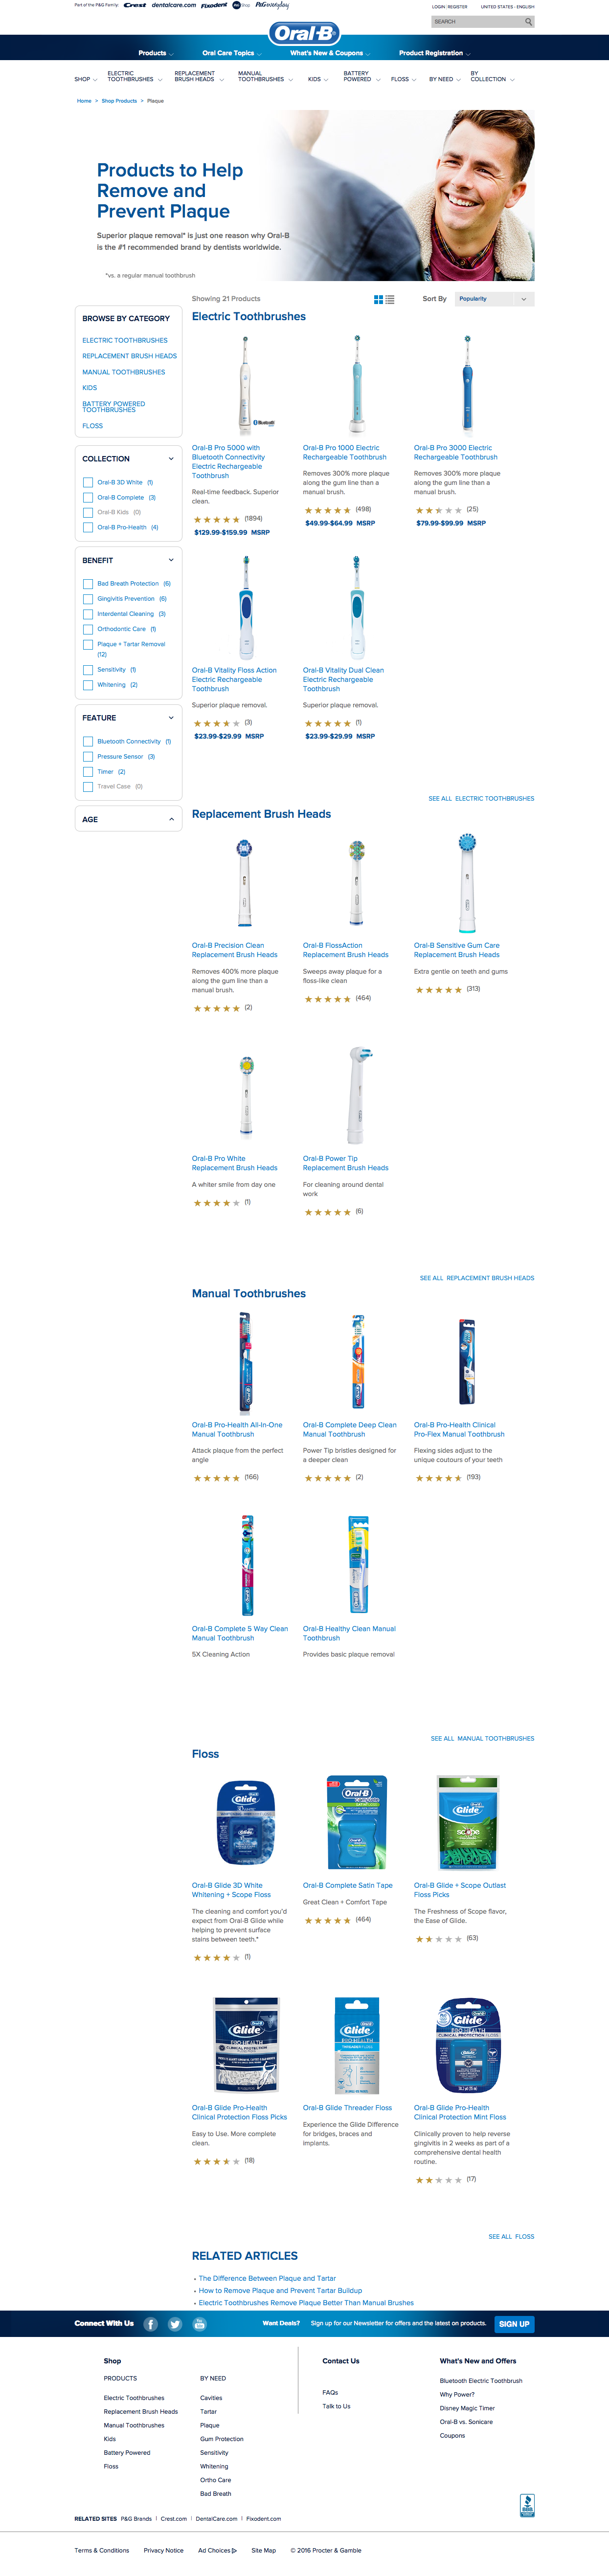 Part of the P&G Family: Crest dentalcare.com Fixodent Shop P&G everyday
LOGIN | REGISTER UNITED STATES - ENGLISH
SEARCH
Oral-B
Products Oral Care Topics What's New & Coupons Product Registration
SHOP ELECTRIC TOOTHBRUSHES REPLACEMENT BRUSH HEADS MANUAL TOOTHBRUSHES KIDS BATTERY POWERED FLOSS BY NEED BY COLLECTION
Home > Shop Products > Plaque
Products to Help
Remove and
Prevent Plaque
Superior plaque removal* is just one reason why Oral-B
is the #1 recommended brand by dentists worldwide.
*vs. a regular manual toothbrush
Showing 21 Products
Sort By Popularity
BROWSE BY CATEGORY
ELECTRIC TOOTHBRUSHES
REPLACEMENT BRUSH HEADS
MANUAL TOOTHBRUSHES
KIDS
BATTERY POWERED
TOOTHBRUSHES
FLOSS
COLLECTION
Oral-B 3D White (1)
Oral-B Complete (3)
Oral-B Kids (0)
Oral-B Pro-Health (4)
BENEFIT
Bad Breath Protection (6)
Gingivitis Prevention (6)
Interdental Cleaning (3)
Orthodontic Care (1)
Plaque + Tartar Removal
(12)
Sensitivity (1)
Whitening (2)
FEATURE
Bluetooth Connectivity (1)
Pressure Sensor (3)
Timer (2)
Travel Case (0)
AGE
Electric Toothbrushes
Bluetooth
Oral-B Pro 5000 with
Bluetooth Connectivity
Electric Rechargeable
Toothbrush
Real-time feedback. Superior
clean.
(1894)
$129.99-$159.99 MSRP
Oral-B Pro 1000 Electric
Rechargeable Toothbrush
Removes 300% more plaque
along the gum line than a
manual brush.
(498)
$49.99-$64.99 MSRP
Oral-B Pro 3000 Electric
Rechargeable Toothbrush
Removes 300% more plaque
along the gum line than a
manual brush.
(25)
$79.99-$99.99 MSRP
Oral-B Vitality Floss Action
Electric Rechargeable
Toothbrush
Superior plaque removal.
(3)
$23.99-$29.99 MSRP
Oral-B Vitality Dual Clean
Electric Rechargeable
Toothbrush
Superior plaque removal.
(1)
$23.99-$29.99 MSRP
SEE ALL ELECTRIC TOOTHBRUSHES
Replacement Brush Heads
Oral-B Precision Clean
Replacement Brush Heads
Removes 400% more plaque
along the gum line than a
manual brush.
(2)
Oral-B FlossAction
Replacement Brush Heads
Sweeps away plaque for a
floss-like clean
(464)
Oral-B Sensitive Gum Care
Replacement Brush Heads
Extra gentle on teeth and gums
(313)
Oral-B Pro White
Replacement Brush Heads
A whiter smile from day one
(1)
Oral-B Power Tip
Replacement Brush Heads
For cleaning around dental
work
(6)
SEE ALL REPLACEMENT BRUSH HEADS
Manual Toothbrushes
Oral-B Pro-Health All-In-One
Manual Toothbrush
Attack plaque from the perfect
angle
(166)
Oral-B Complete Deep Clean
Manual Toothbrush
Power Tip bristles designed for
a deeper clean
(2)
Oral-B Pro-Health Clinical
Pro-Flex Manual Toothbrush
Flexing sides adjust to the
unique coutours of your teeth
(193)
Oral-B Complete 5 Way Clean
Manual Toothbrush
5X Cleaning Action
Oral-B Healthy Clean Manual
Toothbrush
Provides basic plaque removal
SEE ALL MANUAL TOOTHBRUSHES
Floss
Oral-B Glide 3D White
Whitening + Scope Floss
The cleaning and comfort you'd
expect from Oral-B Glide while
helping to prevent surface
stains between teeth.*
(1)
Oral-B Complete Satin Tape
Great Clean + Comfort Tape
(464)
Oral-B Glide + Scope Outlast
Floss Picks
The Freshness of Scope flavor,
the Ease of Glide.
(63)
Oral-B Glide Pro-Health
Clinical Protection Floss Picks
Easy to Use. More complete
clean.
(18)
Oral-B Glide Threader Floss
Experience the Glide Difference
for bridges, braces and
implants.
Oral-B Glide Pro-Health
Clinical Protection Mint Floss
Clinically proven to help reverse
gingivitis in 2 weeks as part of a
comprehensive dental health
routine.
(17)
SEE ALL FLOSS
RELATED ARTICLES
• The Difference Between Plaque and Tartar
• How to Remove Plaque and Prevent Tartar Buildup
• Electric Toothbrushes Remove Plaque Better Than Manual Brushes
Connect With Us Want Deals? Sign up for our Newsletter for offers and the latest on products. SIGN UP
Shop
PRODUCTS
Electric Toothbrushes
Replacement Brush Heads
Manual Toothbrushes
Kids
Battery Powered
Floss
BY NEED
Cavities
Tartar
Plaque
Gum Protection
Sensitivity
Whitening
Ortho Care
Bad Breath
Contact Us
FAQs
Talk to Us
What's New and Offers
Bluetooth Electric Toothbrush
Why Power?
Disney Magic Timer
Oral-B vs. Sonicare
Coupons
BBB
RELATED SITES P&G Brands | Crest.com | DentalCare.com | Fixodent.com
Terms & Conditions Privacy Notice Ad Choices Site Map © 2016 Procter & Gamble